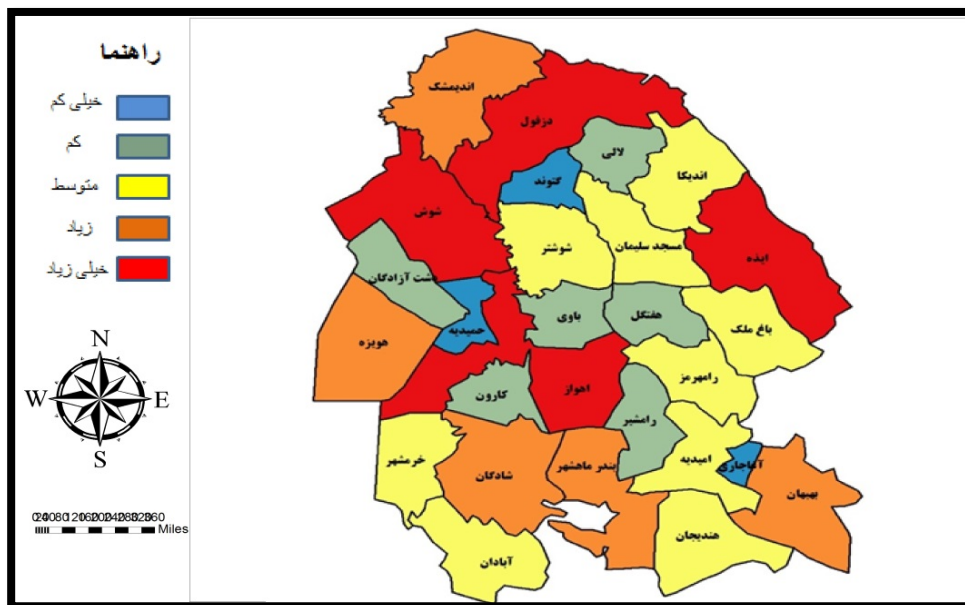 راهنما
خیلی کم
کم
متوسط
زیاد
خیلی زیاد
N
W
E
S
Miles
اندیمشک
دزفول
لالی
اندیکا
گتوند
شوش
شوشتر
مسجد سلیمان
ایذه
دشت آزادگان
حمیدیه
باوی
هفتگل
باغ ملک
هویزه
رامهرمز
کارون
اهواز
رامشیر
خرمشهر
شادگان
بندر ماهشهر
امیدیه
آغاجاری
بهبهان
آبادان
هندیجان